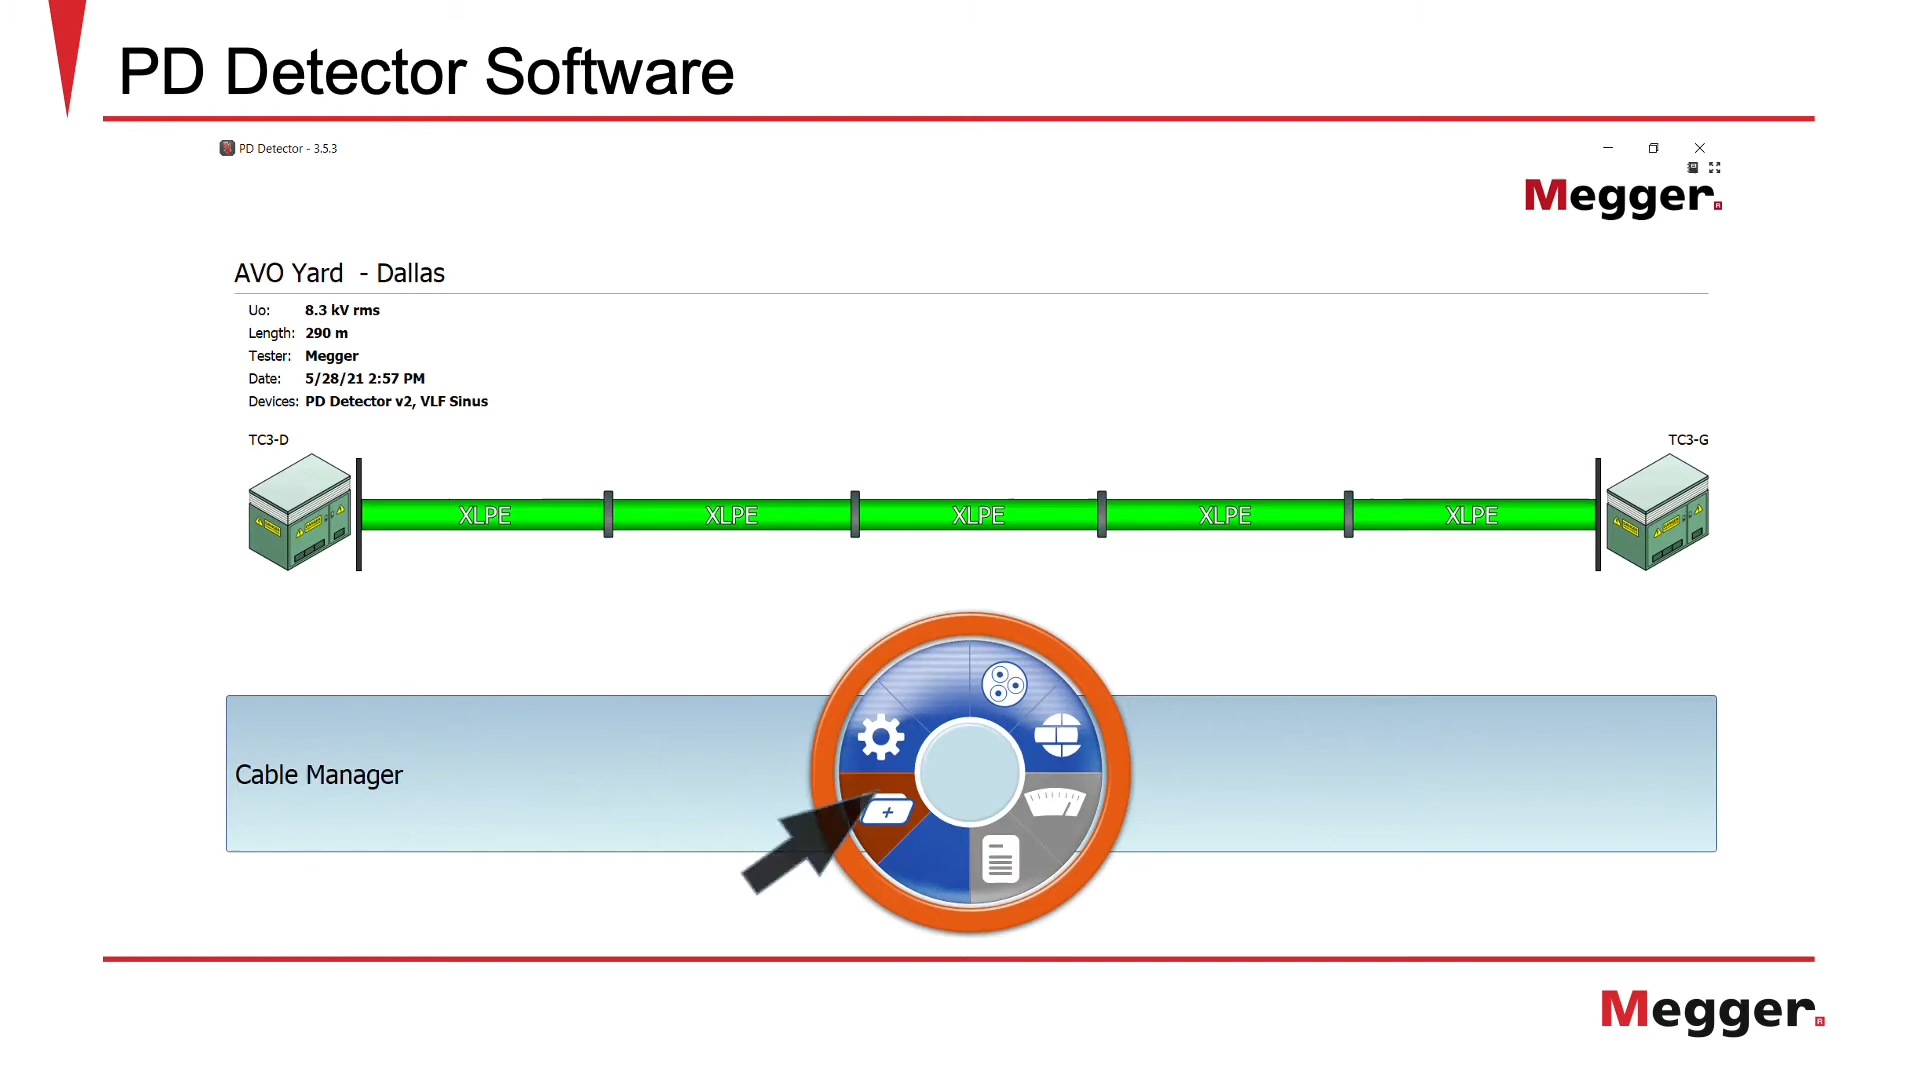 PD Detector Software
PD Detector - 3.5.3
Megger.
AVO Yard - Dallas
Uo: 8.3 kV rms
Length: 290 m
Tester: Megger
Date: 5/28/21 2:57 PM
Devices: PD Detector v2, VLF Sinus
TC3-D
TC3-G
XLPE XLPE XLPE XLPE XLPE
Cable Manager
Megger.